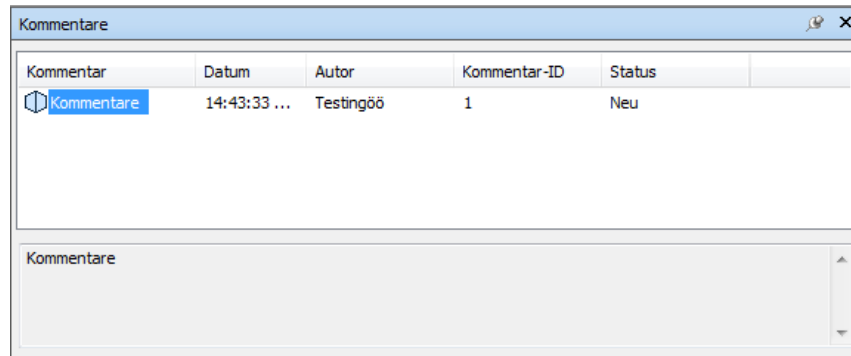 Kommentare
Kommentar Datum Autor Kommentar-ID Status
Kommentare 14:43:33 ... Testingöö 1 Neu
Kommentare